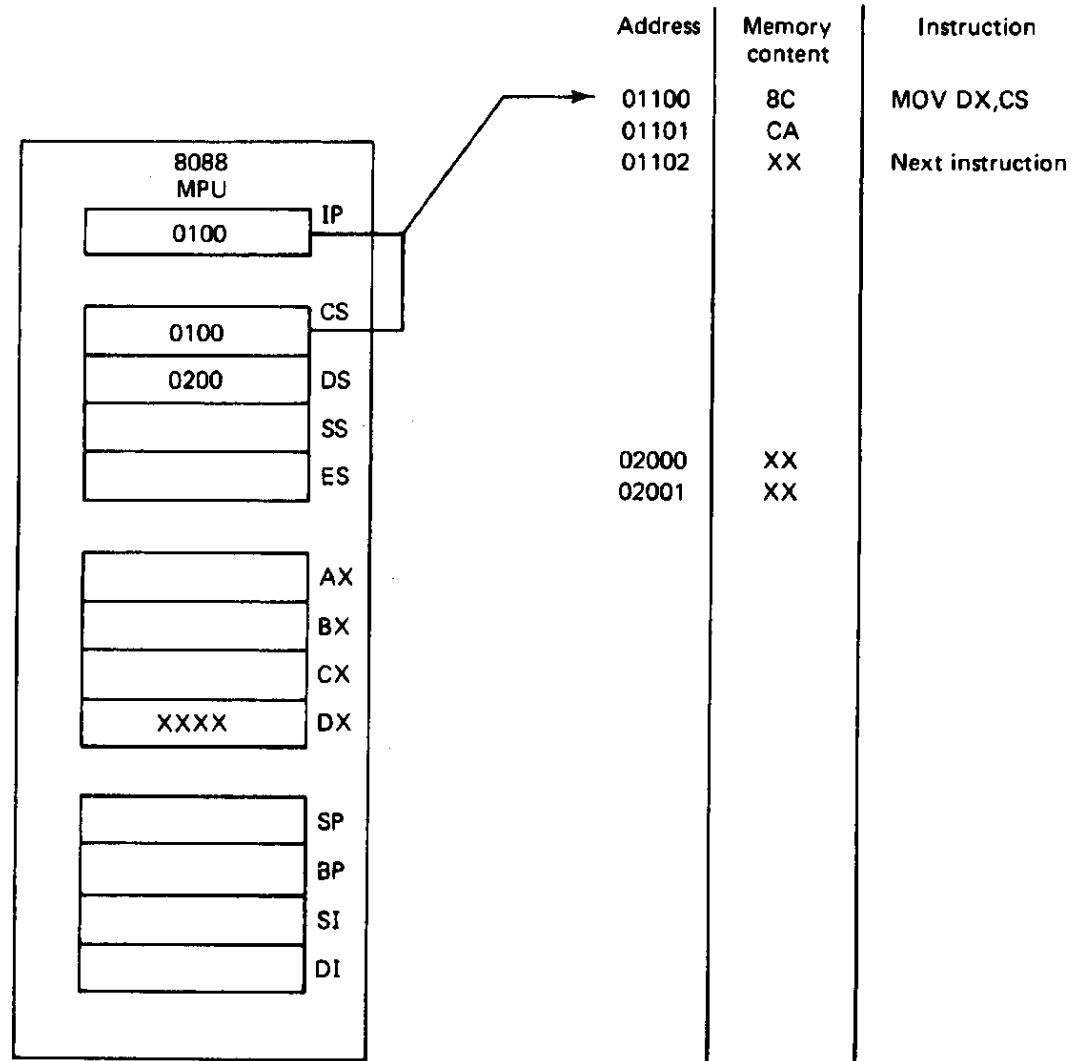 8088
MPU
IP
0100
CS
0100
0200 DS
SS
ES
AX
BX
CX
XXXX DX
SP
BP
SI
DI
Address Memory content Instruction
01100 8C MOV DX,CS
01101 CA
01102 XX Next instruction
02000 XX
02001 XX